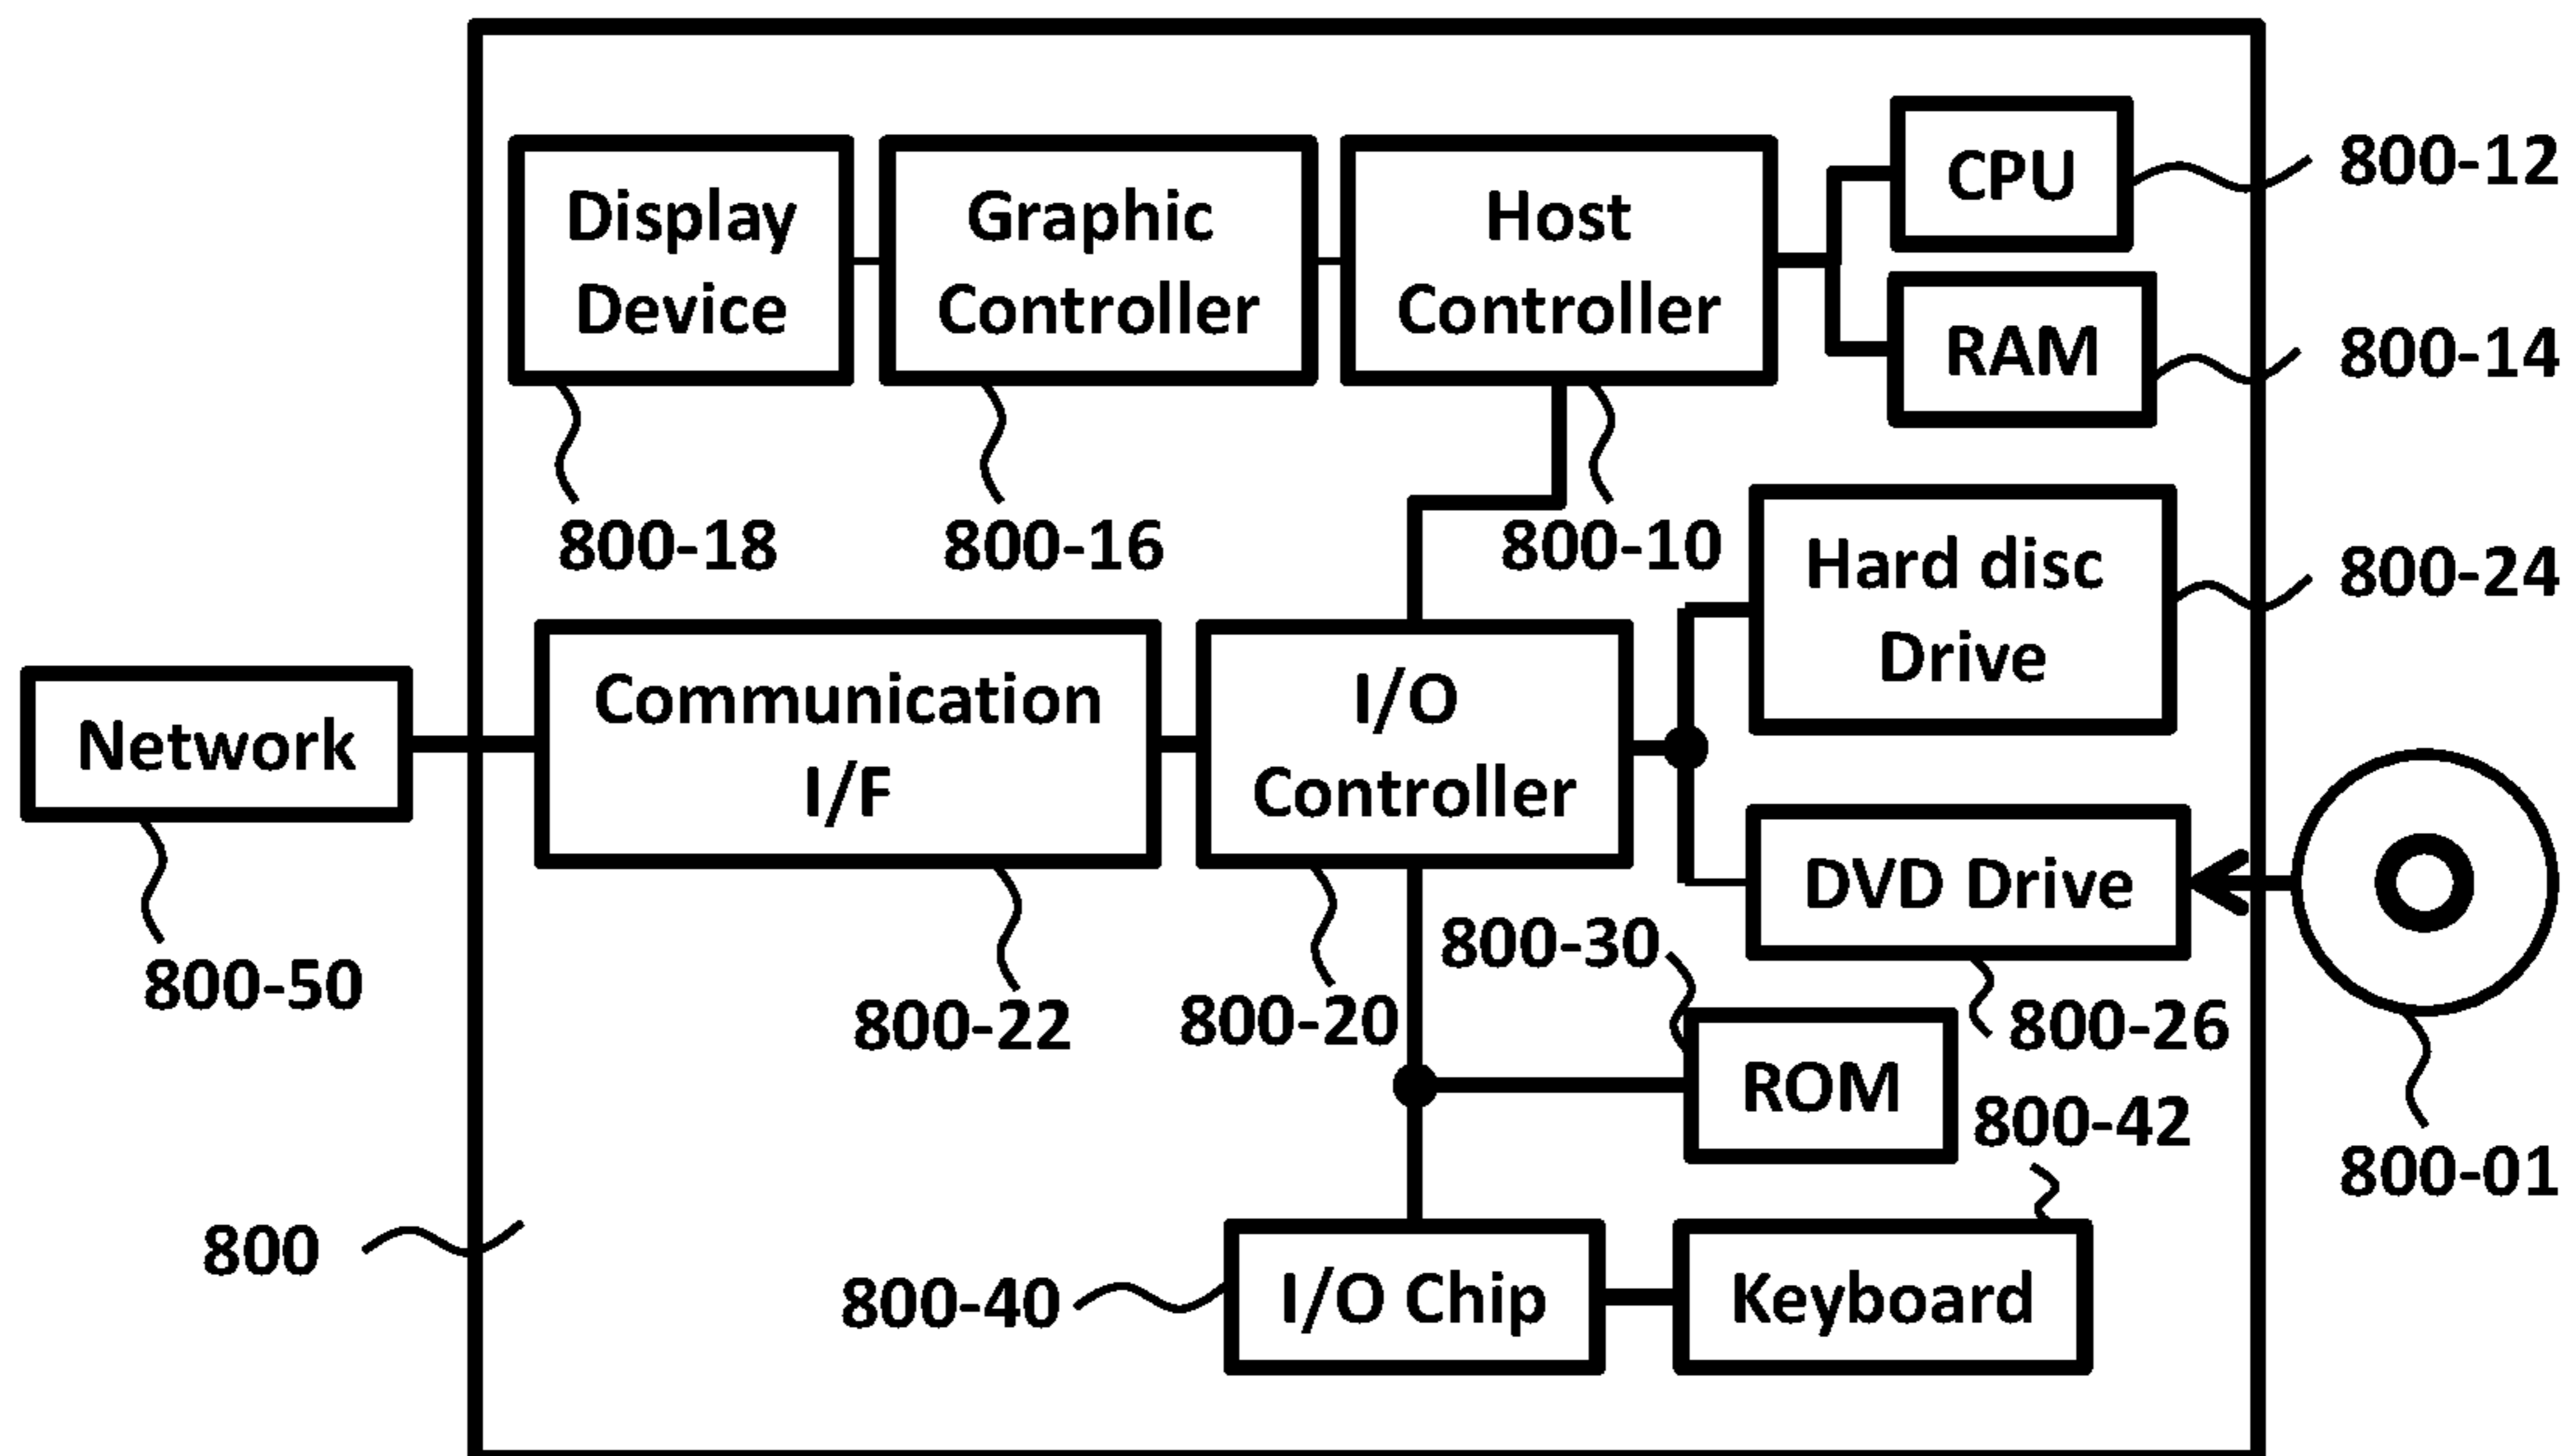 CPU
800-12
Display
Device
Graphic
Controller
Host
Controller
RAM
800-14
800-18
800-16
800-10
Hard disc
Drive
800-24
Network
Communication
I/F
I/O
Controller
DVD Drive
800-50
800-22
800-20
800-30
800-26
ROM
800-42
800-01
800
800-40
I/O Chip
Keyboard